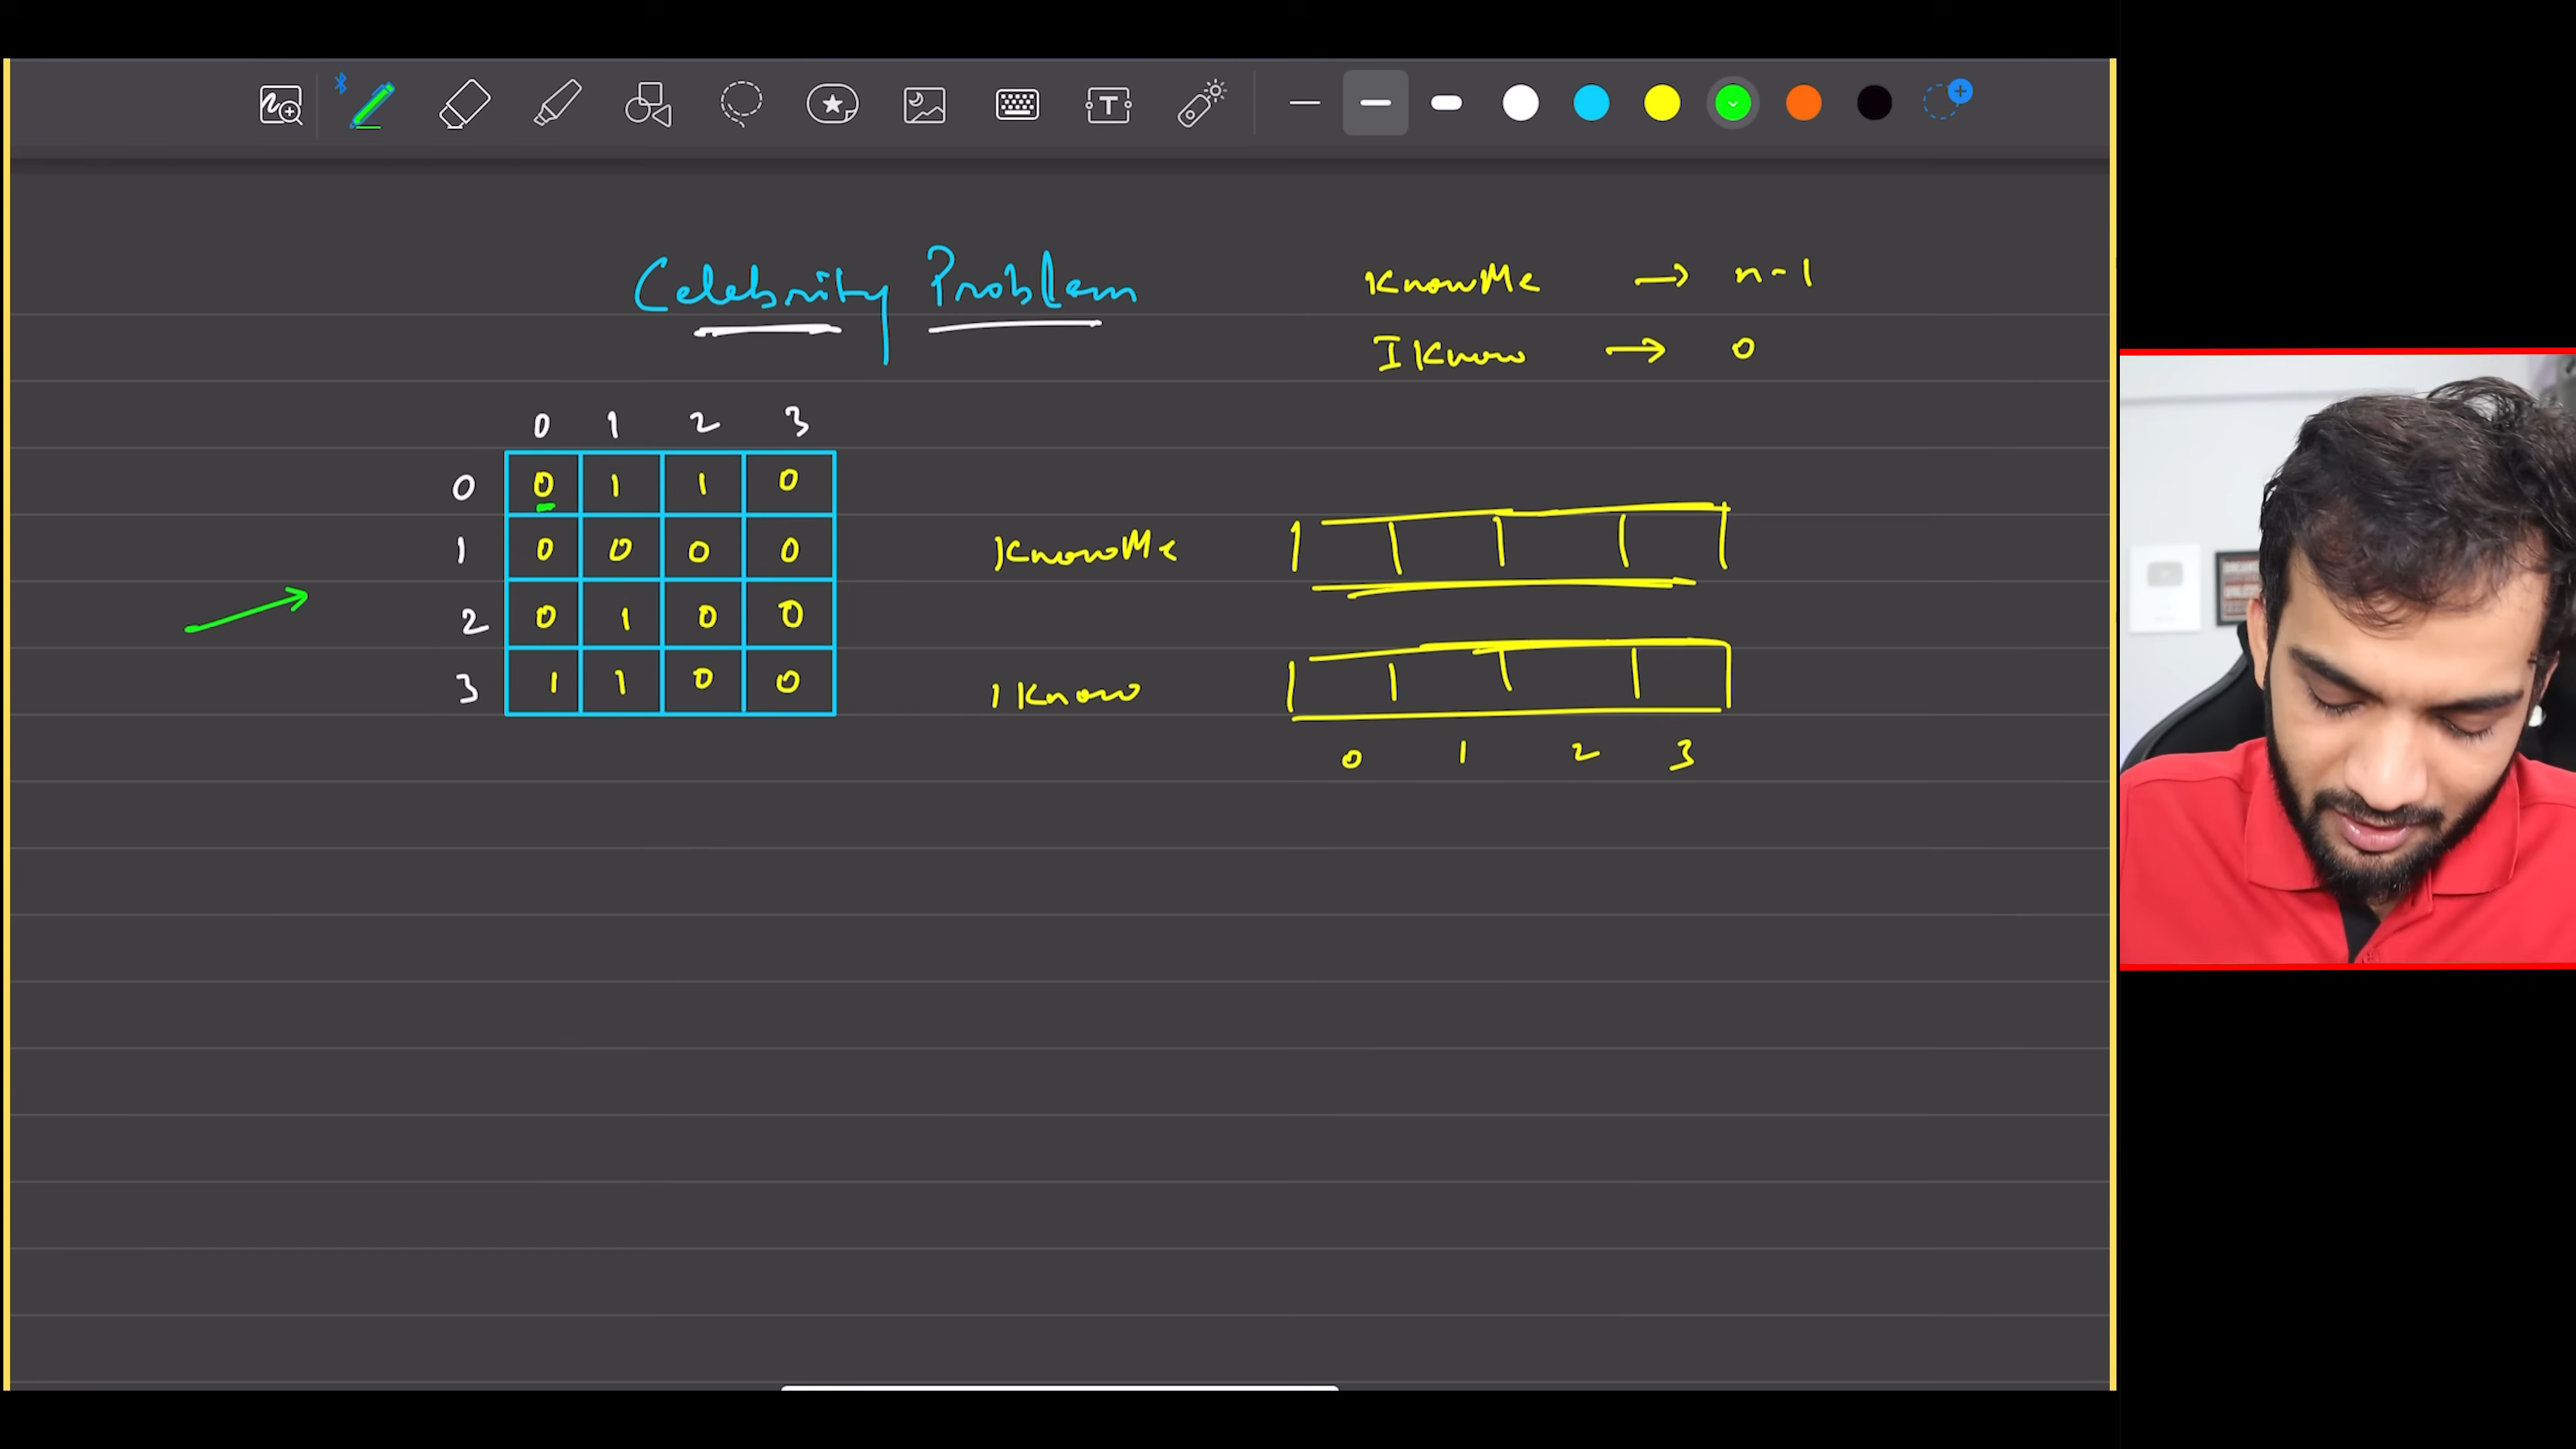 Celebrity Problem
KnowMe → n-1
I Know → 0
0 1 2 3
0 0 1 1 0
1 0 0 0 0
2 0 1 0 0
3 1 1 0 0
KnowMe
I Know
0 1 2 3
T